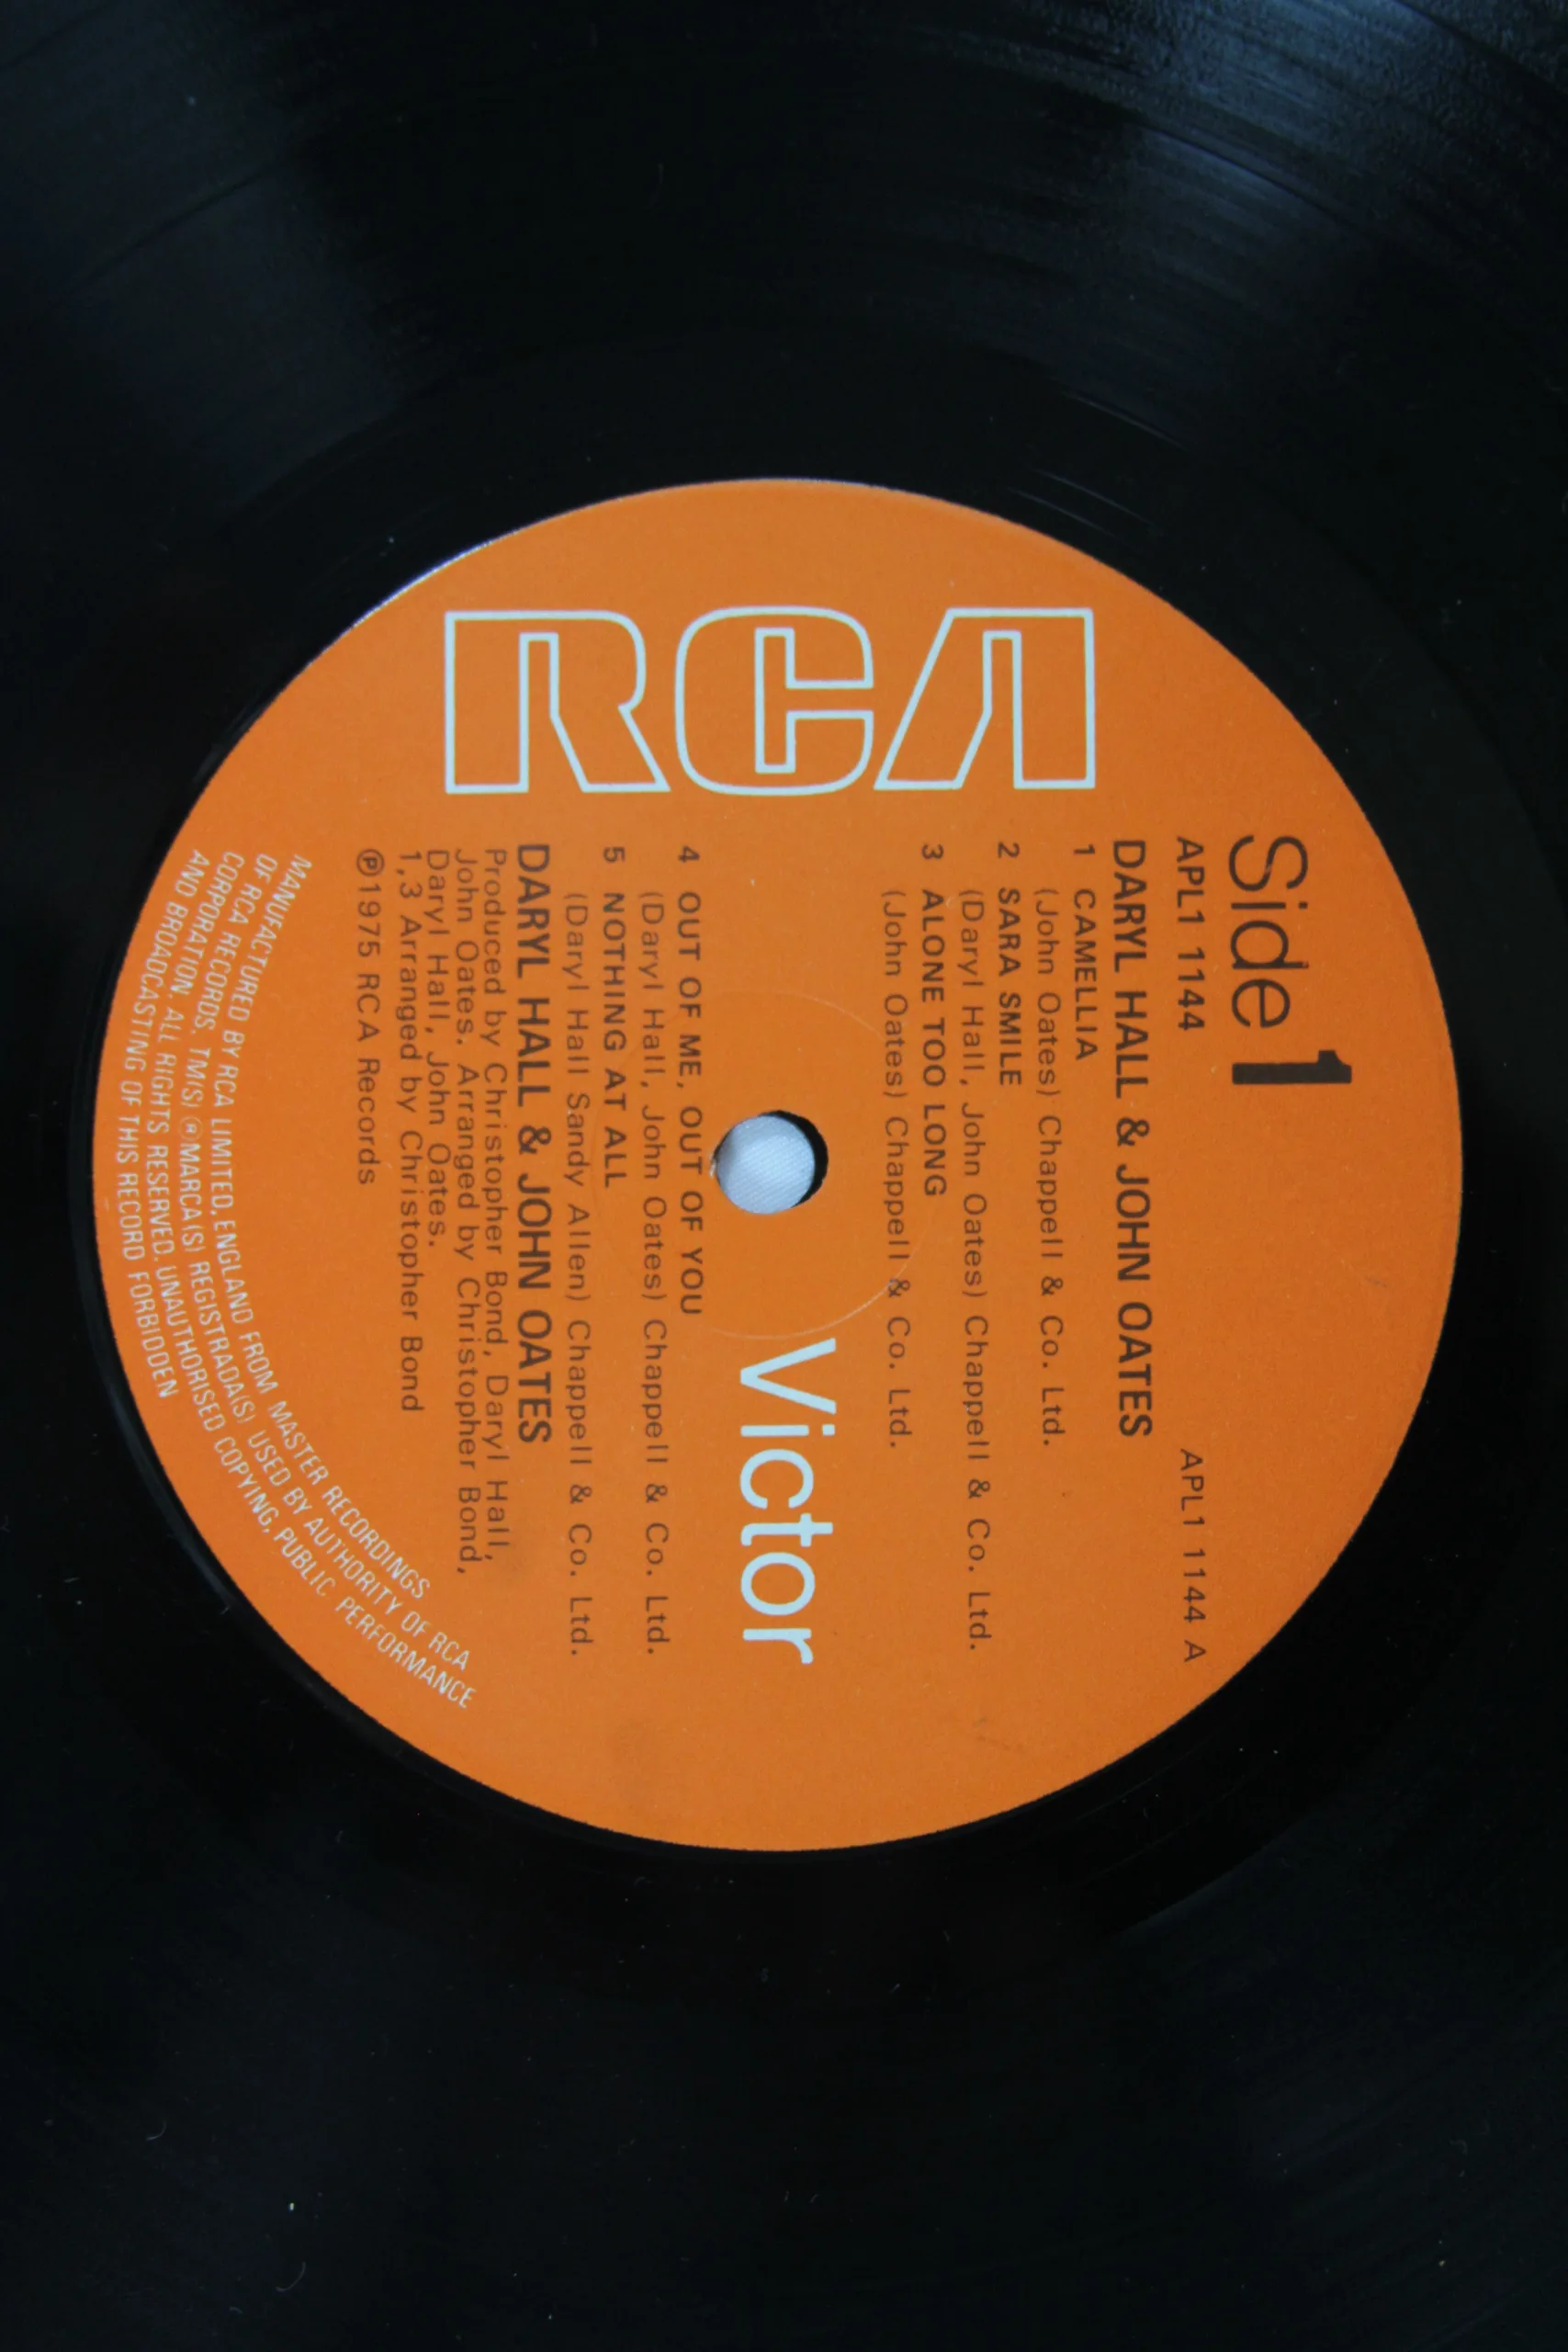 RCA
Side 1
APL1 1144 APL1 1144 A
DARYL HALL & JOHN OATES
1 CAMELLIA
(John Oates) Chappell & Co. Ltd.
2 SARA SMILE
(Daryl Hall, John Oates) Chappell & Co. Ltd.
3 ALONE TOO LONG
(John Oates) Chappell & Co. Ltd.
Victor
4 OUT OF ME, OUT OF YOU
(Daryl Hall, John Oates) Chappell & Co. Ltd.
5 NOTHING AT ALL
(Daryl Hall Sandy Allen) Chappell & Co. Ltd.
DARYL HALL & JOHN OATES
Produced by Christopher Bond, Daryl Hall,
John Oates. Arranged by Christopher Bond,
Daryl Hall, John Oates.
1,3 Arranged by Christopher Bond
℗1975 RCA Records
MANUFACTURED BY RCA LIMITED, ENGLAND FROM MASTER RECORDINGS
OF RCA RECORDS. TM(S) ® MARCA(S) REGISTRADA(S) USED BY AUTHORITY OF RCA
CORPORATION. ALL RIGHTS RESERVED. UNAUTHORISED COPYING, PUBLIC PERFORMANCE
AND BROADCASTING OF THIS RECORD FORBIDDEN